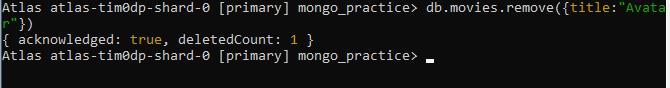 Atlas atlas-tim0dp-shard-0 [primary] mongo_practice> db.movies.remove({title:"Avata
r"})
{ acknowledged: true, deletedCount: 1 }
Atlas atlas-tim0dp-shard-0 [primary] mongo_practice> _